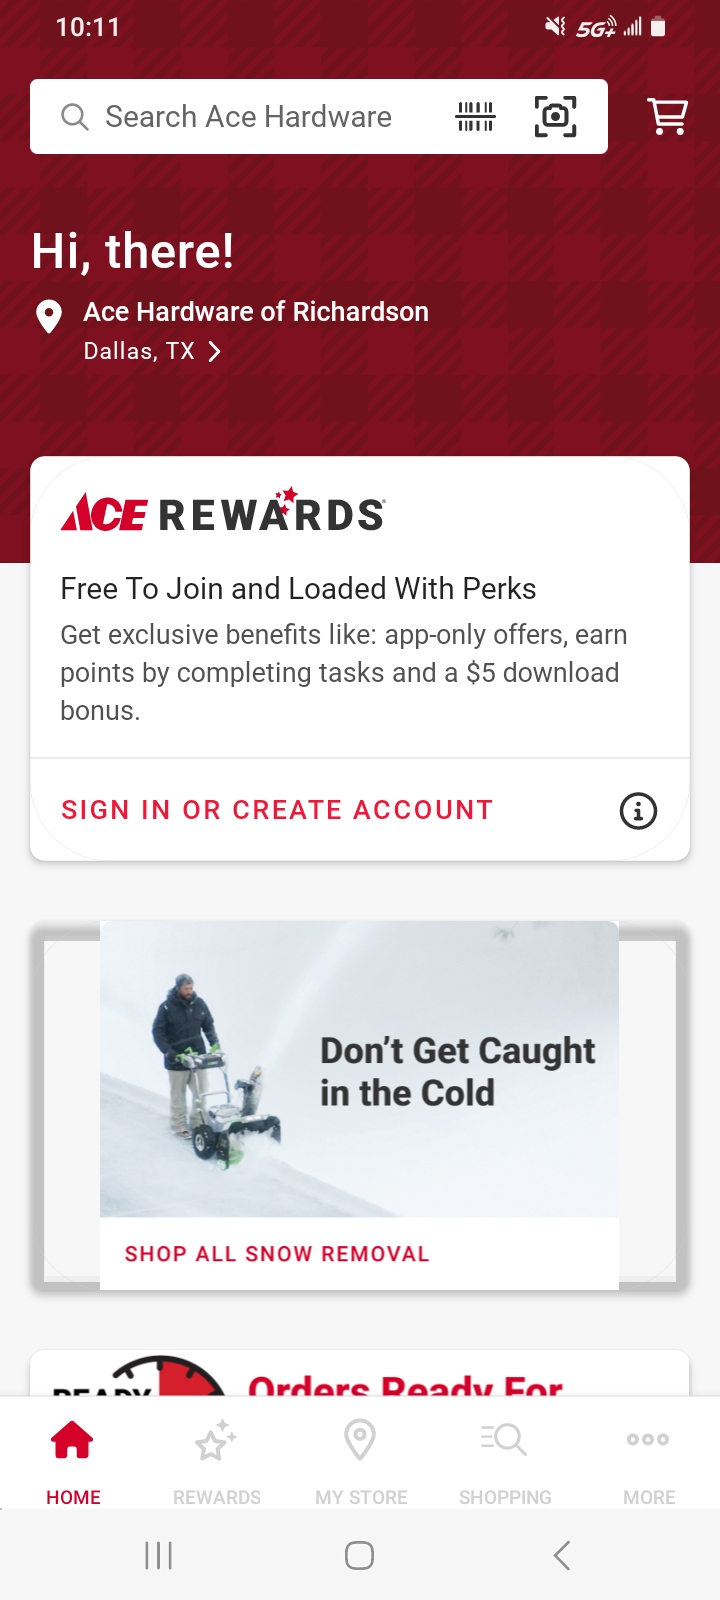 10:11
5G+
Search Ace Hardware
Hi, there!
Ace Hardware of Richardson
Dallas, TX
ACE REWARDS
Free To Join and Loaded With Perks
Get exclusive benefits like: app-only offers, earn
points by completing tasks and a $5 download
bonus.
SIGN IN OR CREATE ACCOUNT
Don't Get Caught
in the Cold
SHOP ALL SNOW REMOVAL
READY
Orders Ready For
HOME
REWARDS
MY STORE
SHOPPING
MORE